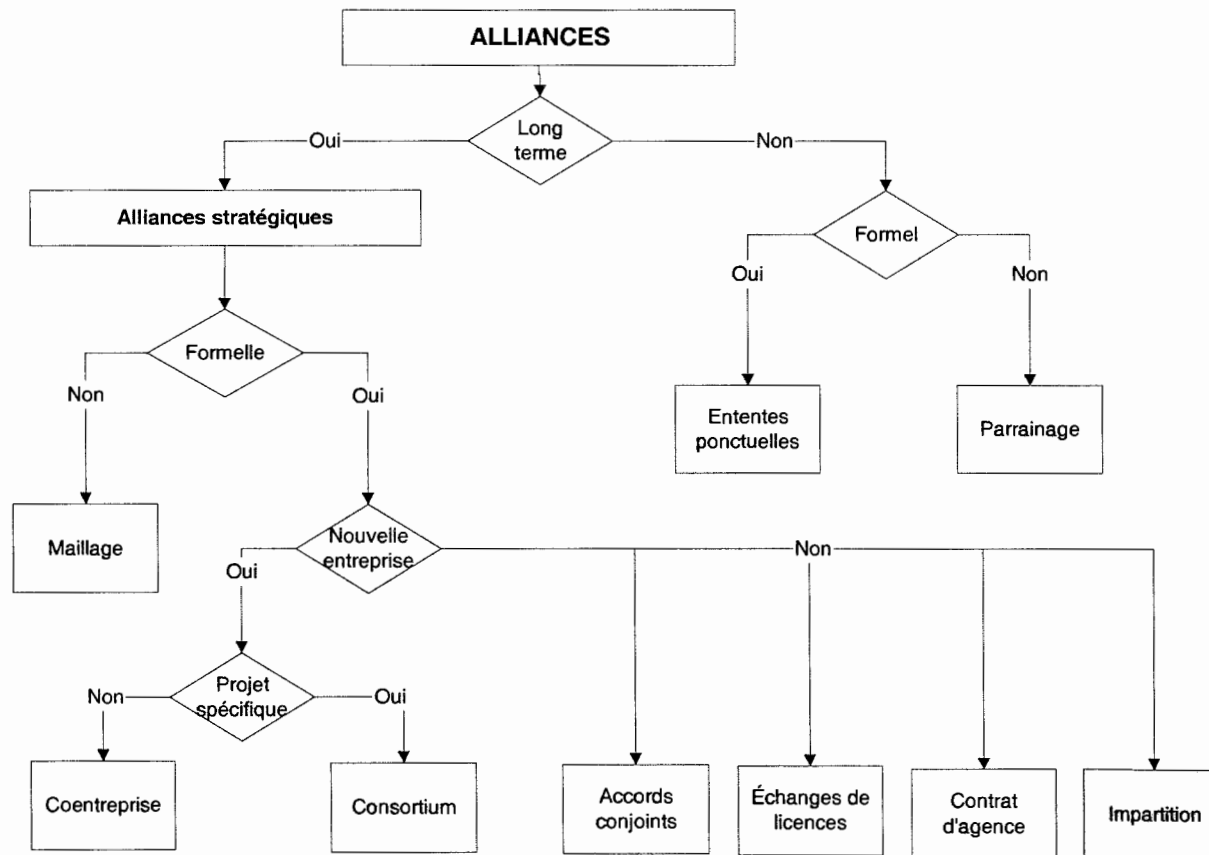 ALLIANCES
Long
terme
Oui
Non
Alliances stratégiques
Formel
Oui
Non
Formelle
Non
Oui
Ententes
ponctuelles
Parrainage
Maillage
Nouvelle
entreprise
Oui
Non
Projet
spécifique
Non
Oui
Coentreprise
Consortium
Accords
conjoints
Échanges de
licences
Contrat
d'agence
Impartition